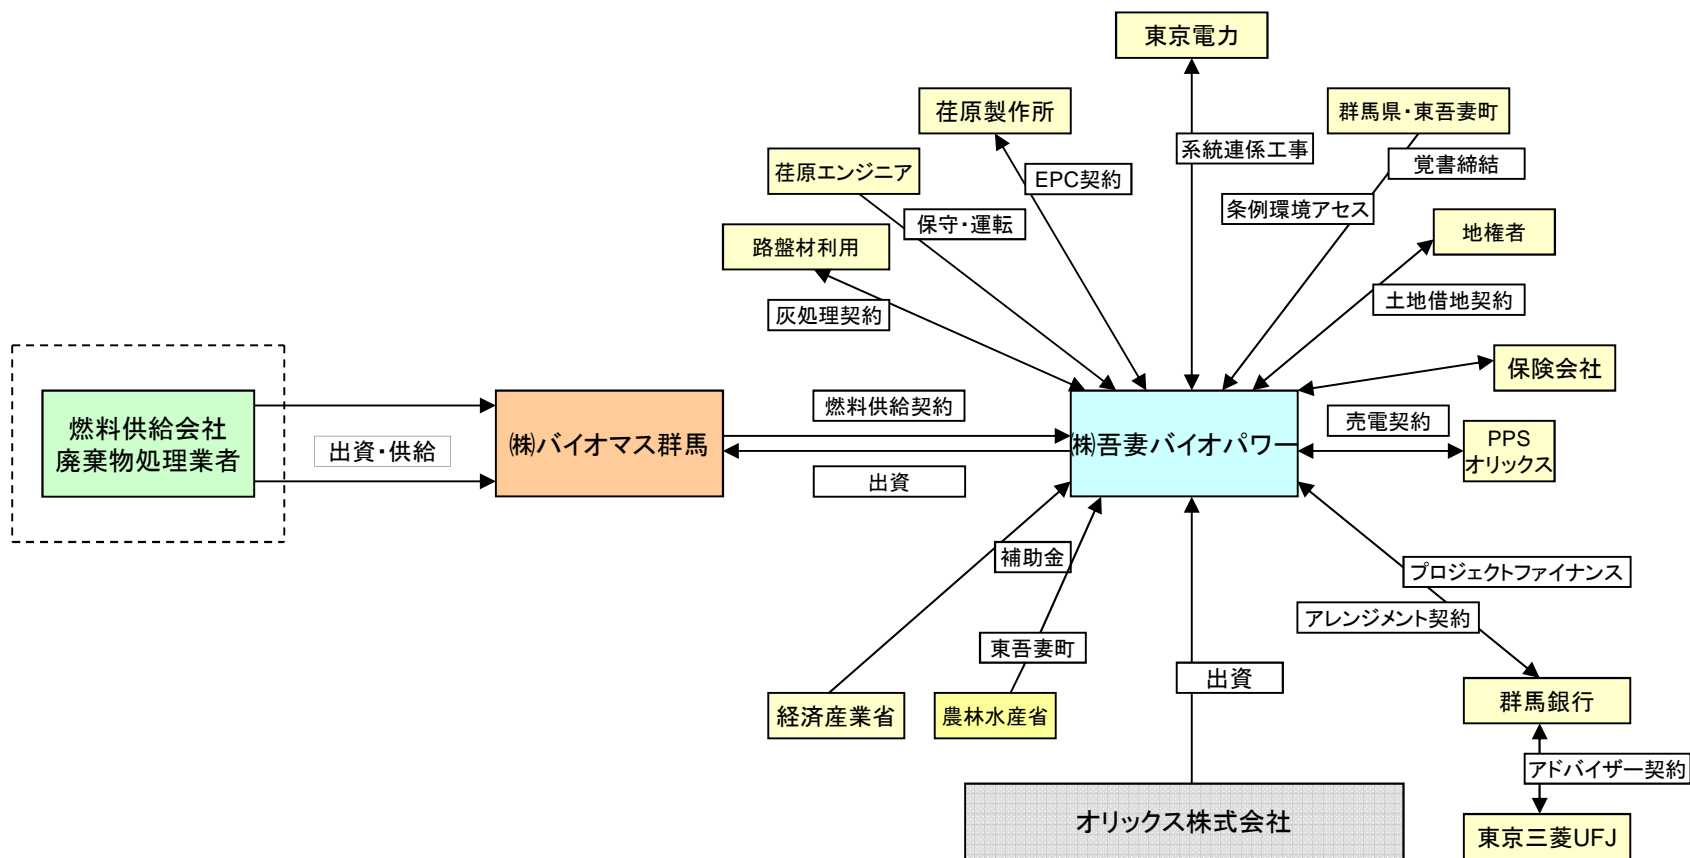 東京電力
荏原製作所
群馬県・東吾妻町
系統連係工事
覚書締結
荏原エンジニア
EPC契約
条例環境アセス
保守・運転
地権者
路盤材利用
灰処理契約
土地借地契約
保険会社
燃料供給会社
廃棄物処理業者
出資・供給
㈱バイオマス群馬
燃料供給契約
出資
㈱吾妻バイオパワー
売電契約
PPS
オリックス
補助金
プロジェクトファイナンス
アレンジメント契約
東吾妻町
出資
経済産業省
農林水産省
群馬銀行
アドバイザー契約
オリックス株式会社
東京三菱UFJ